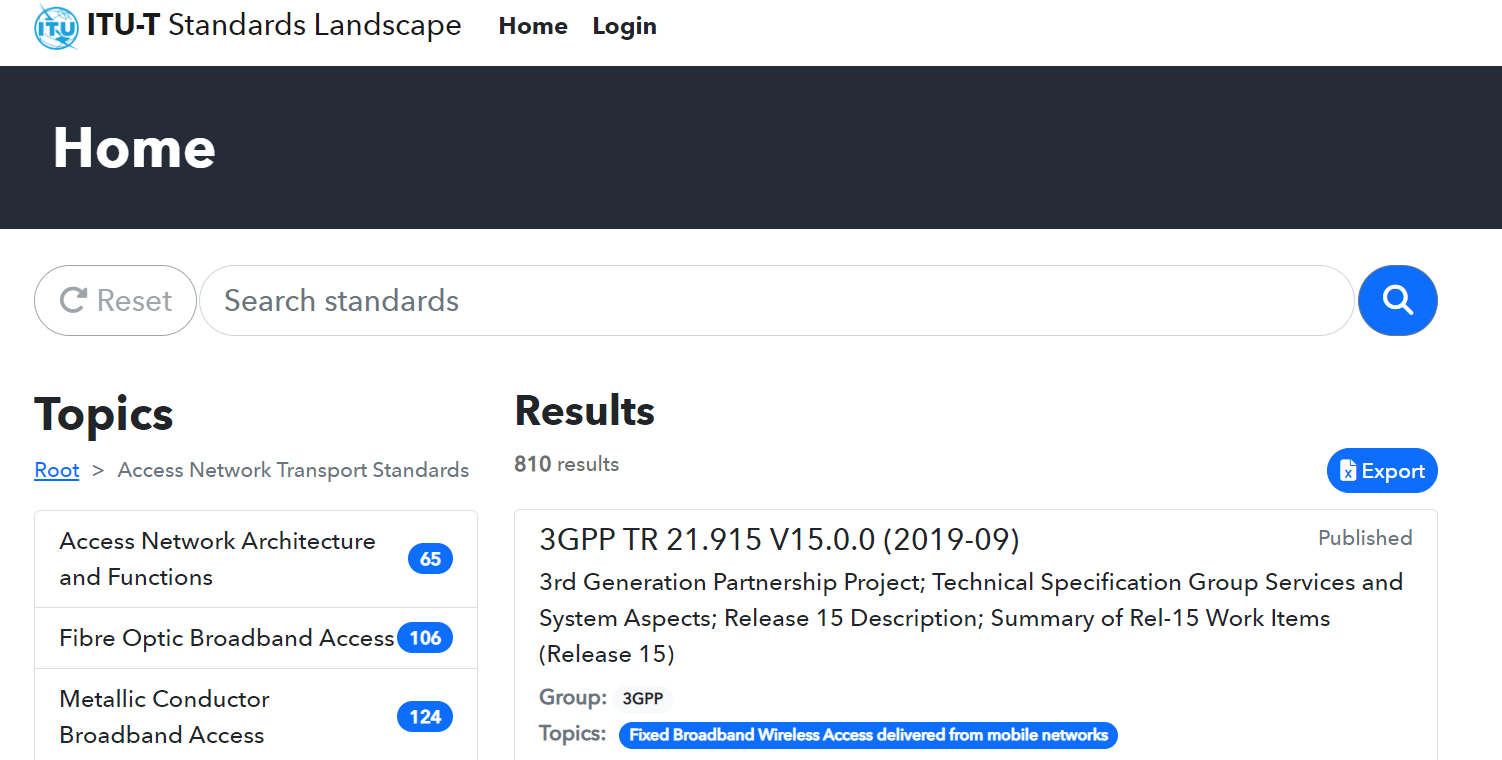 ITU ITU-T Standards Landscape Home Login
Home
Reset Search standards
Topics
Root > Access Network Transport Standards
Access Network Architecture
and Functions
65
Fibre Optic Broadband Access 106
Metallic Conductor
Broadband Access
124
Results
810 results
Export
3GPP TR 21.915 V15.0.0 (2019-09)
Published
3rd Generation Partnership Project; Technical Specification Group Services and
System Aspects; Release 15 Description; Summary of Rel-15 Work Items
(Release 15)
Group: 3GPP
Topics: Fixed Broadband Wireless Access delivered from mobile networks